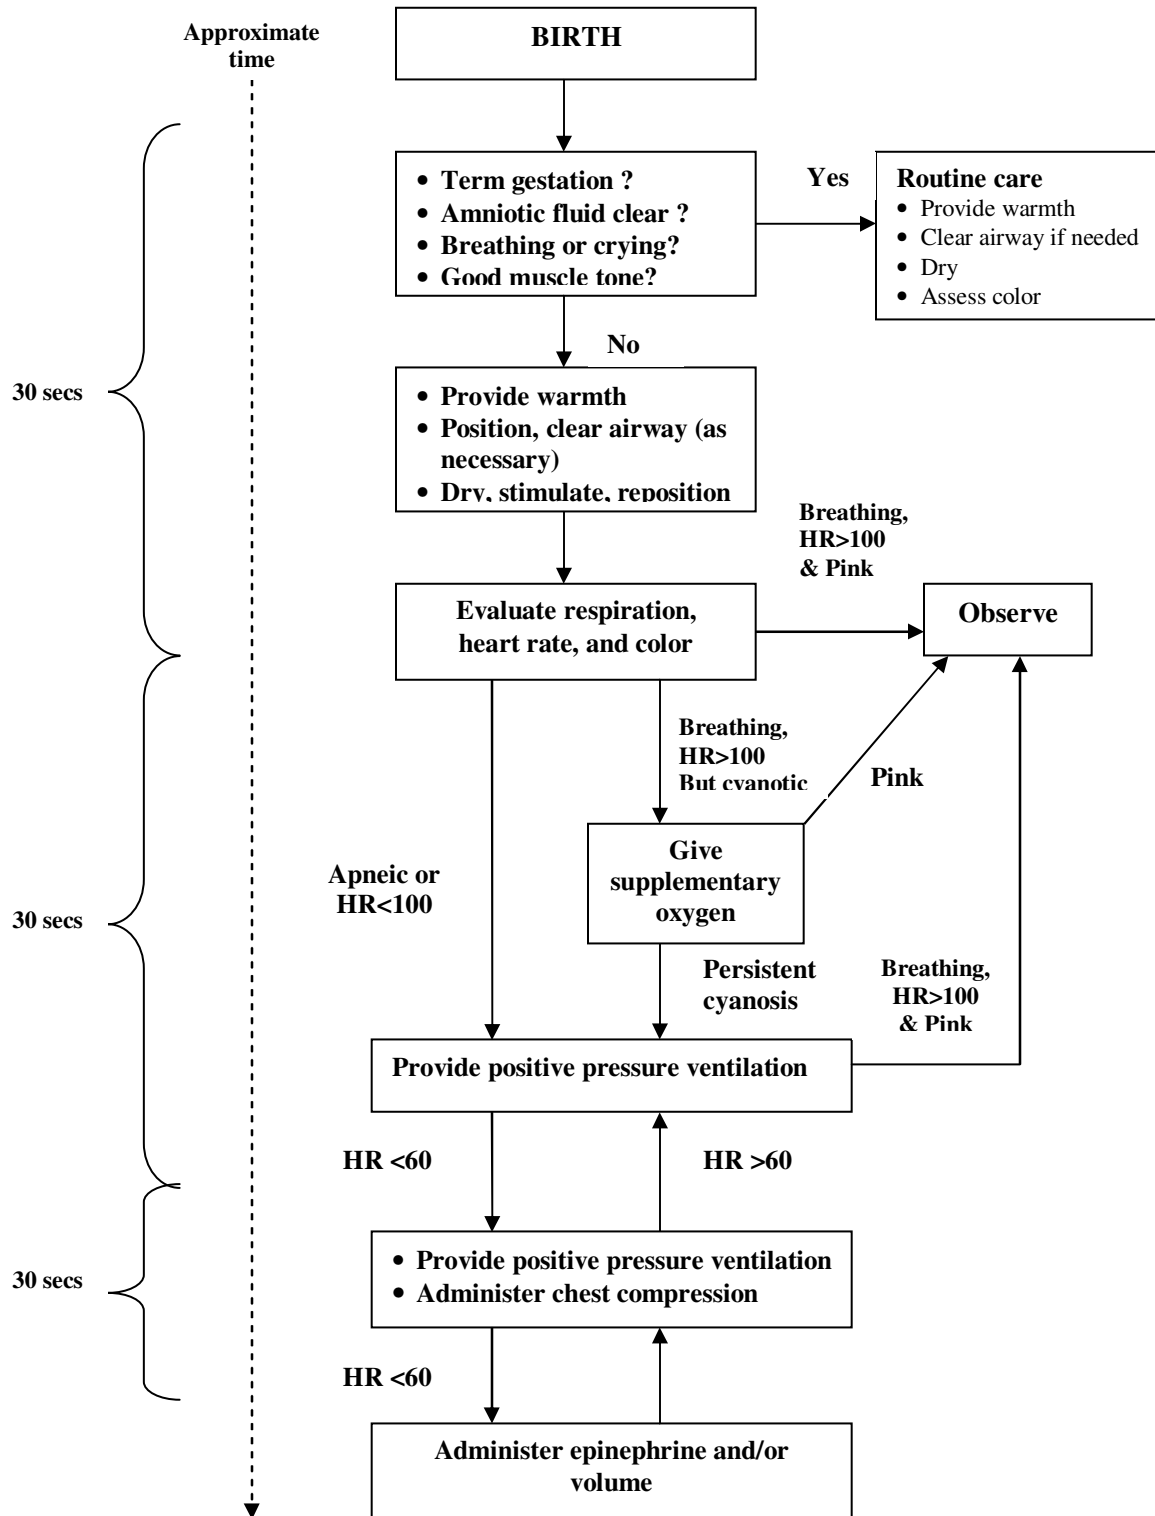 Approximate
time
BIRTH
• Term gestation ?
• Amniotic fluid clear ?
• Breathing or crying?
• Good muscle tone?
Yes
Routine care
• Provide warmth
• Clear airway if needed
• Dry
• Assess color
No
30 secs
• Provide warmth
• Position, clear airway (as
necessary)
• Dry, stimulate, reposition
Breathing,
HR>100
& Pink
Evaluate respiration,
heart rate, and color
Observe
Breathing,
HR>100
But cyanotic
Pink
Give
supplementary
oxygen
Apneic or
HR<100
30 secs
Persistent
cyanosis
Breathing,
HR>100
& Pink
Provide positive pressure ventilation
HR <60
HR >60
30 secs
• Provide positive pressure ventilation
• Administer chest compression
HR <60
Administer epinephrine and/or
volume